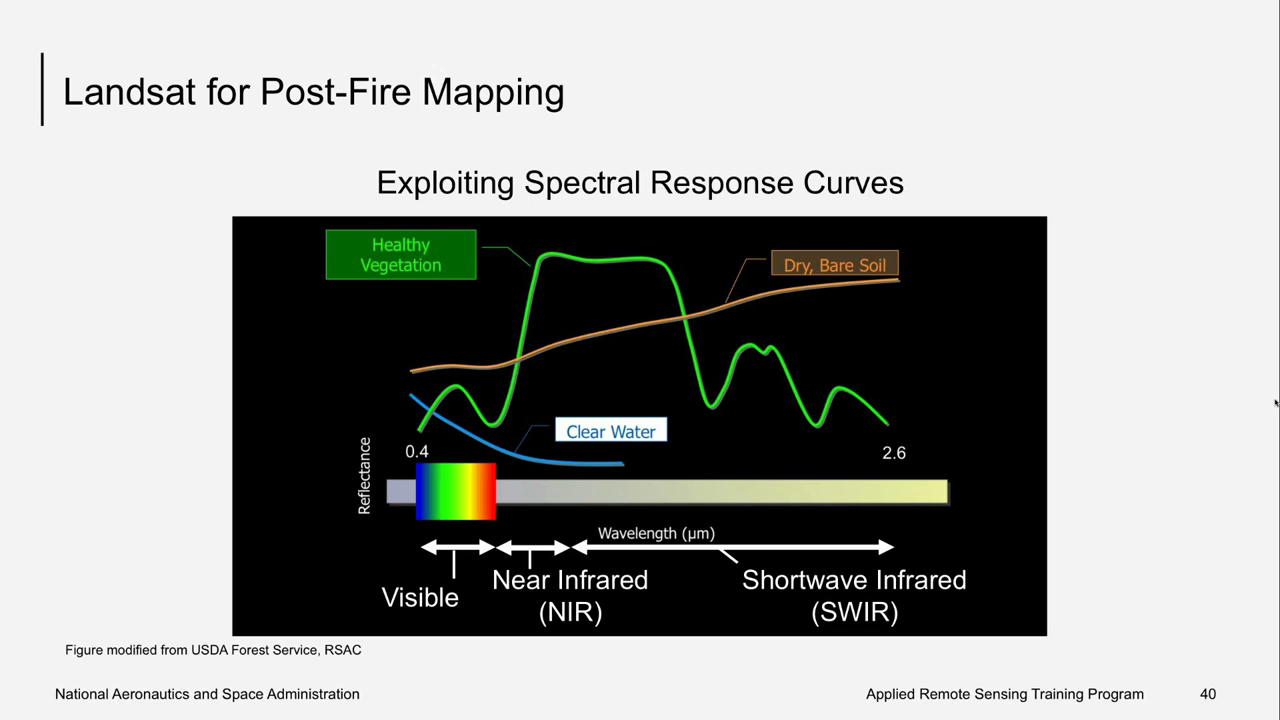 Landsat for Post-Fire Mapping
Exploiting Spectral Response Curves
Healthy
Vegetation
Dry, Bare Soil
Clear Water
Reflectance
0.4
2.6
Wavelength (µm)
Visible
Near Infrared
(NIR)
Shortwave Infrared
(SWIR)
Figure modified from USDA Forest Service, RSAC
National Aeronautics and Space Administration
Applied Remote Sensing Training Program
40